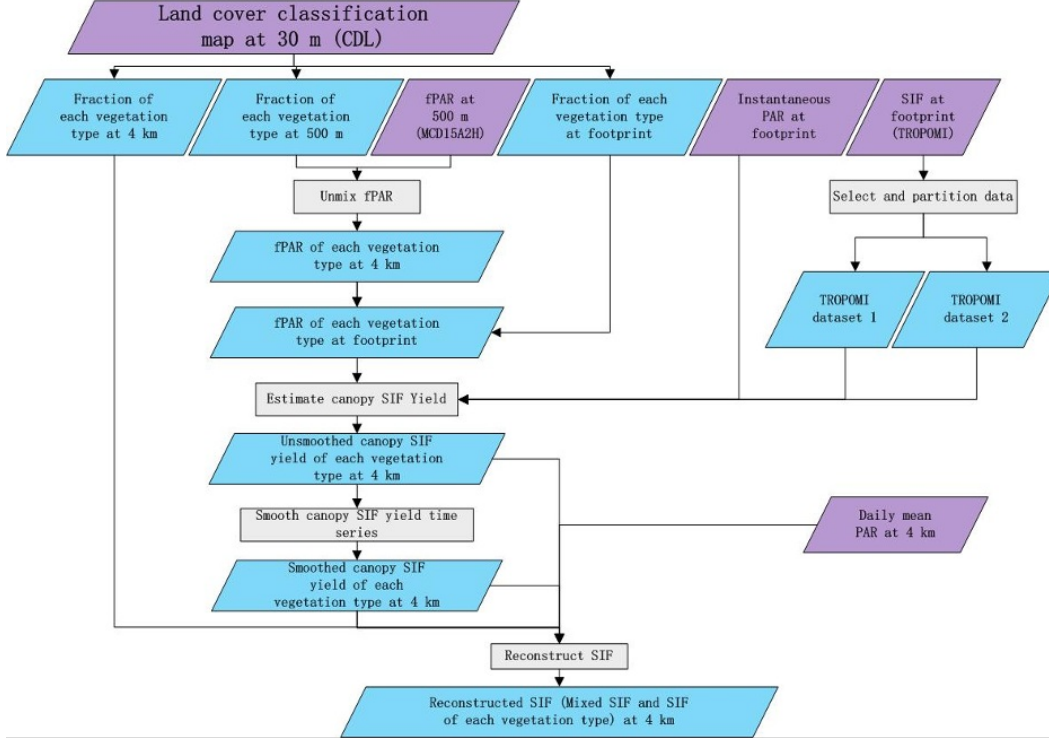 Land cover classification
map at 30 m (CDL)
Fraction of
each vegetation
type at 4 km
Fraction of
each vegetation
type at 500 m
fPAR at
500 m
(MCD15A2H)
Fraction of each
vegetation type
at footprint
Instantaneous
PAR at
footprint
SIF at
footprint
(TROPOMI)
Unmix fPAR
Select and partition data
fPAR of each vegetation
type at 4 km
TROPOMI
dataset 1
TROPOMI
dataset 2
fPAR of each vegetation
type at footprint
Estimate canopy SIF Yield
Unsmoothed canopy SIF
yield of each vegetation
type at 4 km
Smooth canopy SIF yield time
series
Daily mean
PAR at 4 km
Smoothed canopy SIF
yield of each
vegetation type at 4 km
Reconstruct SIF
Reconstructed SIF (Mixed SIF and SIF
of each vegetation type) at 4 km